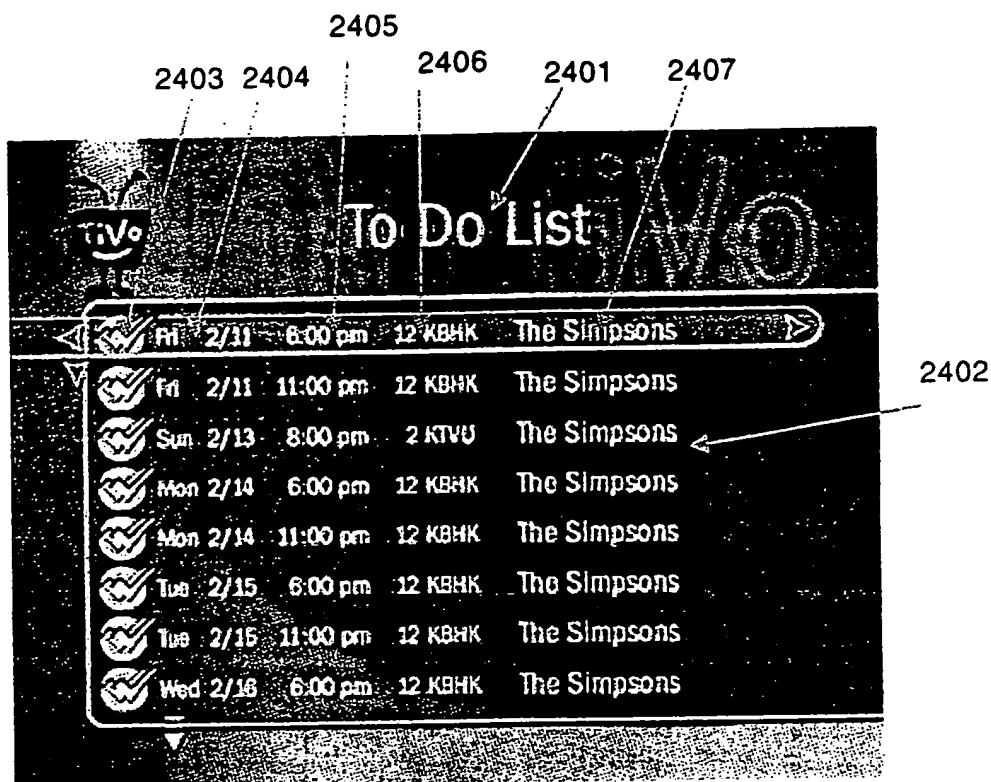 2405
2403 2404 2406 2401 2407
TiVo
To Do List
TiVo
Fri 2/11 6:00 pm 12 KBHK The Simpsons
Fri 2/11 11:00 pm 12 KBHK The Simpsons
2402
Sun 2/13 8:00 pm 2 KTVU The Simpsons
Mon 2/14 6:00 pm 12 KBHK The Simpsons
Mon 2/14 11:00 pm 12 KBHK The Simpsons
Tue 2/15 6:00 pm 12 KBHK The Simpsons
Tue 2/15 11:00 pm 12 KBHK The Simpsons
Wed 2/16 6:00 pm 12 KBHK The Simpsons